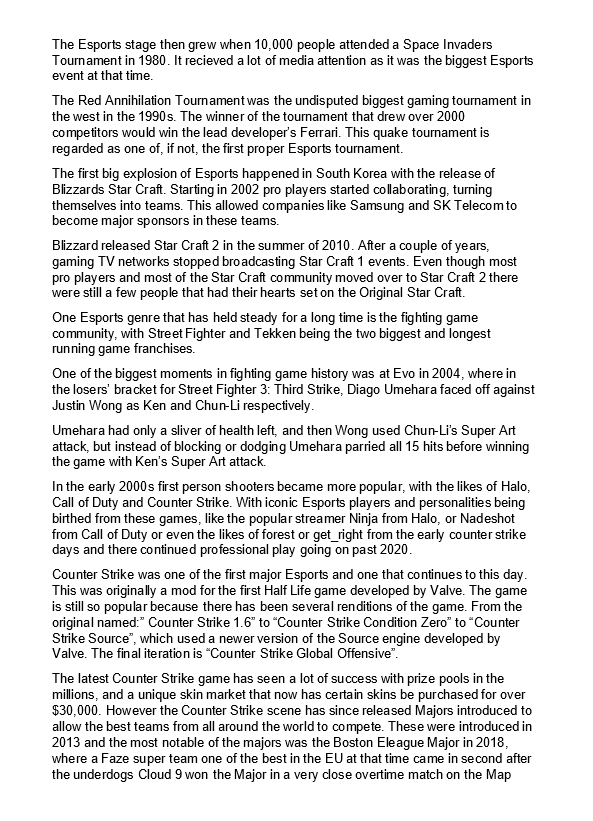 The Esports stage then grew when 10,000 people attended a Space Invaders
Tournament in 1980. It recieved a lot of media attention as it was the biggest Esports
event at that time.
The Red Annihilation Tournament was the undisputed biggest gaming tournament in
the west in the 1990s. The winner of the tournament that drew over 2000
competitors would win the lead developer's Ferrari. This quake tournament is
regarded as one of, if not, the first proper Esports tournament.
The first big explosion of Esports happened in South Korea with the release of
Blizzards Star Craft. Starting in 2002 pro players started collaborating, turning
themselves into teams. This allowed companies like Samsung and SK Telecom to
become major sponsors in these teams.
Blizzard released Star Craft 2 in the summer of 2010. After a couple of years,
gaming TV networks stopped broadcasting Star Craft 1 events. Even though most
pro players and most of the Star Craft community moved over to Star Craft 2 there
were still a few people that had their hearts set on the Original Star Craft.
One Esports genre that has held steady for a long time is the fighting game
community, with Street Fighter and Tekken being the two biggest and longest
running game franchises.
One of the biggest moments in fighting game history was at Evo in 2004, where in
the losers' bracket for Street Fighter 3: Third Strike, Diago Umehara faced off against
Justin Wong as Ken and Chun-Li respectively.
Umehara had only a sliver of health left, and then Wong used Chun-Li's Super Art
attack, but instead of blocking or dodging Umehara parried all 15 hits before winning
the game with Ken's Super Art attack.
In the early 2000s first person shooters became more popular, with the likes of Halo,
Call of Duty and Counter Strike. With iconic Esports players and personalities being
birthed from these games, like the popular streamer Ninja from Halo, or Nadeshot
from Call of Duty or even the likes of forest or get_right from the early counter strike
days and there continued professional play going on past 2020.
Counter Strike was one of the first major Esports and one that continues to this day.
This was originally a mod for the first Half Life game developed by Valve. The game
is still so popular because there has been several renditions of the game. From the
original named:" Counter Strike 1.6" to "Counter Strike Condition Zero" to "Counter
Strike Source", which used a newer version of the Source engine developed by
Valve. The final iteration is "Counter Strike Global Offensive".
The latest Counter Strike game has seen a lot of success with prize pools in the
millions, and a unique skin market that now has certain skins be purchased for over
$30,000. However the Counter Strike scene has since released Majors introduced to
allow the best teams from all around the world to compete. These were introduced in
2013 and the most notable of the majors was the Boston Eleague Major in 2018,
where a Faze super team one of the best in the EU at that time came in second after
the underdogs Cloud 9 won the Major in a very close overtime match on the Map